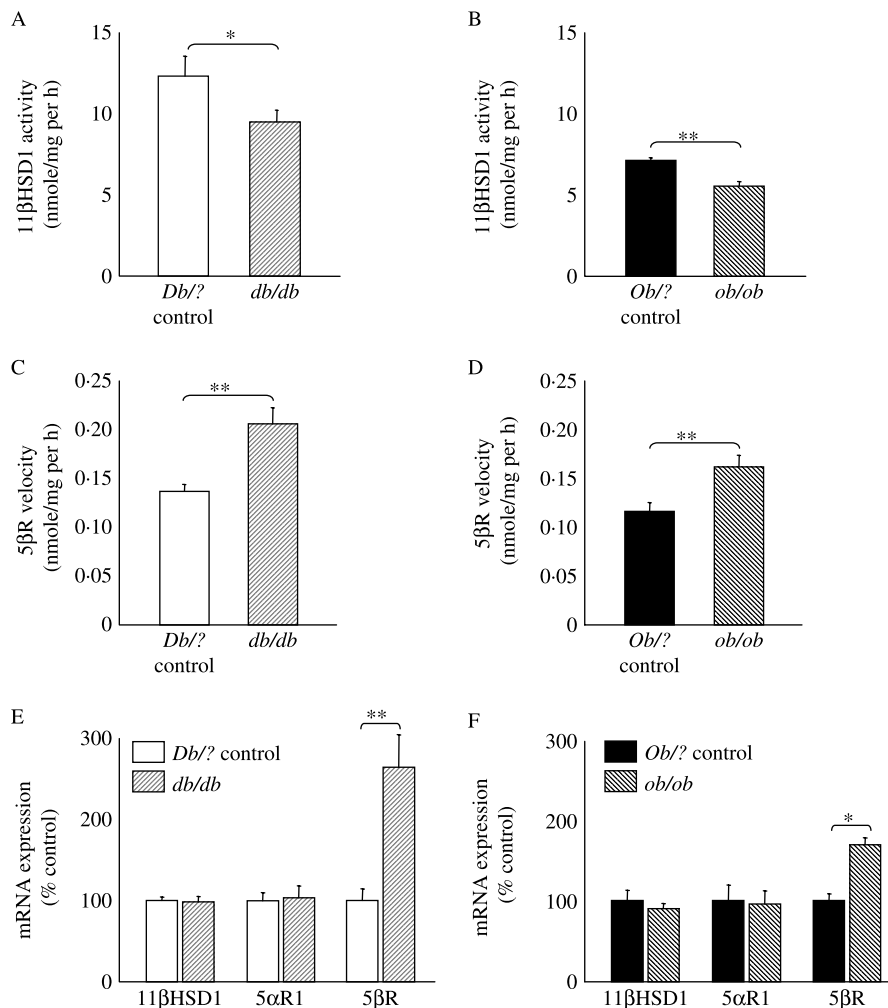 A
11βHSD1 activity
(nmole/mg per h)
15
10
5
0
*
Db/?
control
db/db
B
11βHSD1 activity
(nmole/mg per h)
15
10
5
0
**
Ob/?
control
ob/ob
C
5βR velocity
(nmole/mg per h)
0·25
0·20
0·15
0·10
0·05
0
**
Db/?
control
db/db
D
5βR velocity
(nmole/mg per h)
0·25
0·20
0·15
0·10
0·05
0
**
Ob/?
control
ob/ob
E
mRNA expression
(% control)
300
200
100
0
Db/? control
db/db
**
11βHSD1 5αR1 5βR
F
mRNA expression
(% control)
300
200
100
0
Ob/? control
ob/ob
*
11βHSD1 5αR1 5βR